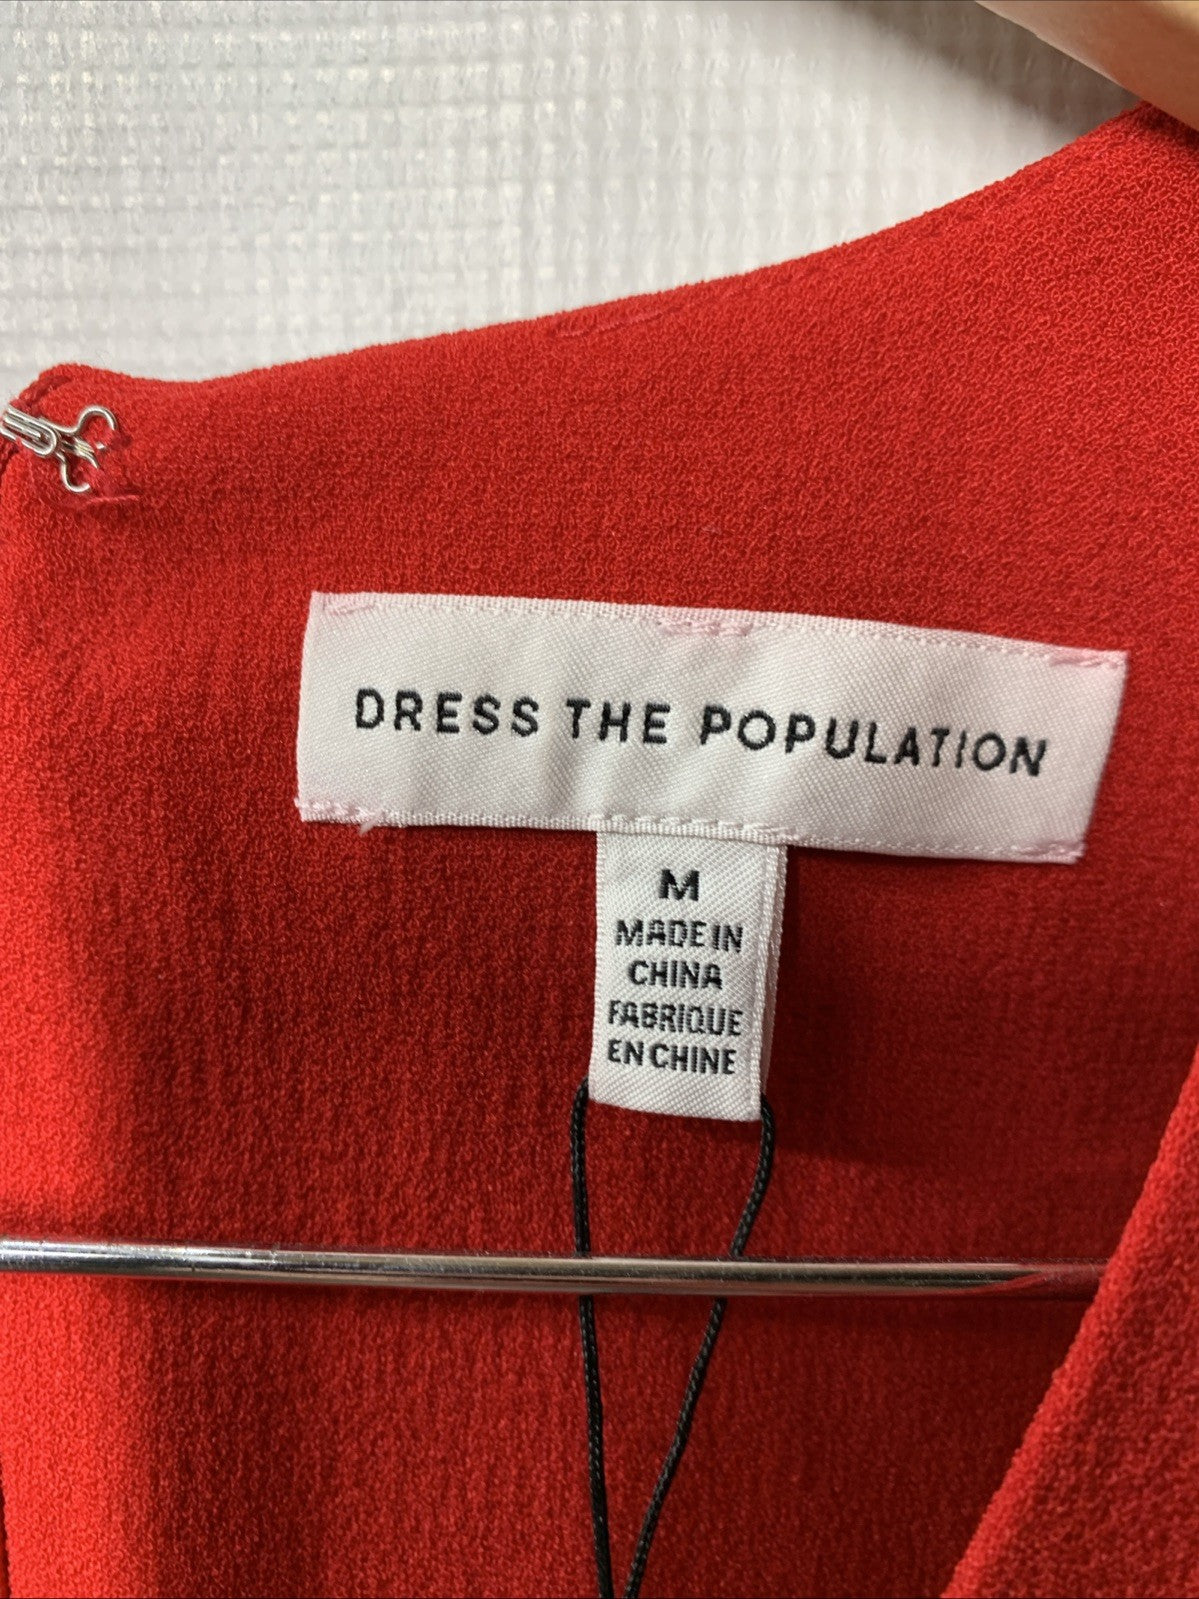 DRESS THE POPULATION
M
MADE IN
CHINA
FABRIQUE
EN CHINE